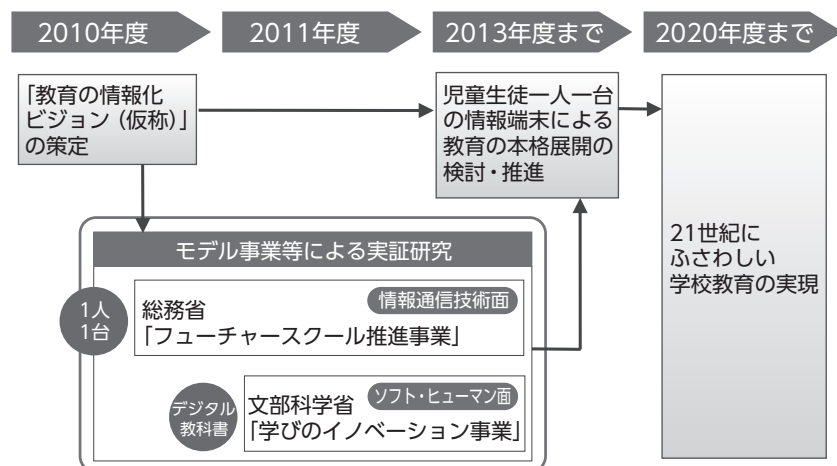 2010年度
2011年度
2013年度まで
2020年度まで
「教育の情報化
ビジョン（仮称）」
の策定
児童生徒一人一台
の情報端末による
教育の本格展開の
検討・推進
21世紀に
ふさわしい
学校教育の実現
モデル事業等による実証研究
1人
1台
総務省
情報通信技術面
「フューチャースクール推進事業」
デジタル
教科書
文部科学省
ソフト・ヒューマン面
「学びのイノベーション事業」